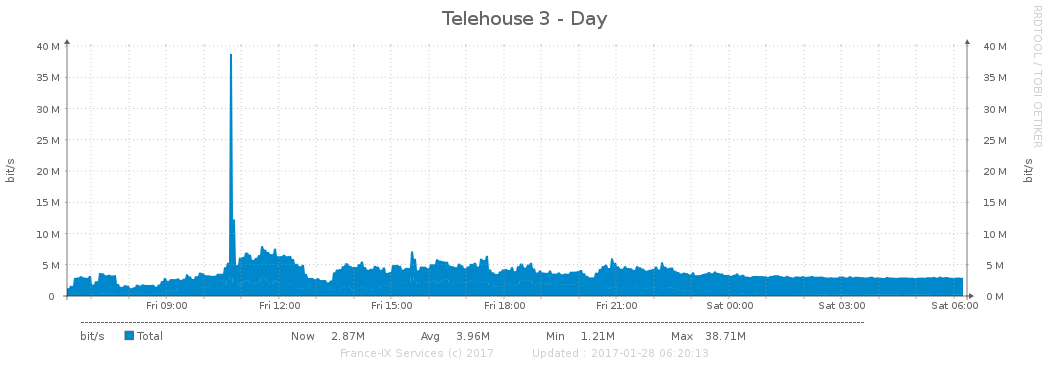 Telehouse 3 - Day
RRDTOOL / TOBI OETIKER
bit/s
40 M
35 M
30 M
25 M
20 M
15 M
10 M
5 M
0
40 M
35 M
30 M
25 M
20 M
15 M
10 M
5 M
0 M
bit/s
Fri 09:00 Fri 12:00 Fri 15:00 Fri 18:00 Fri 21:00 Sat 00:00 Sat 03:00 Sat 06:00
bit/s Total Now 2.87M Avg 3.96M Min 1.21M Max 38.71M
France-IX Services (c) 2017 Updated : 2017-01-28 06:20:13